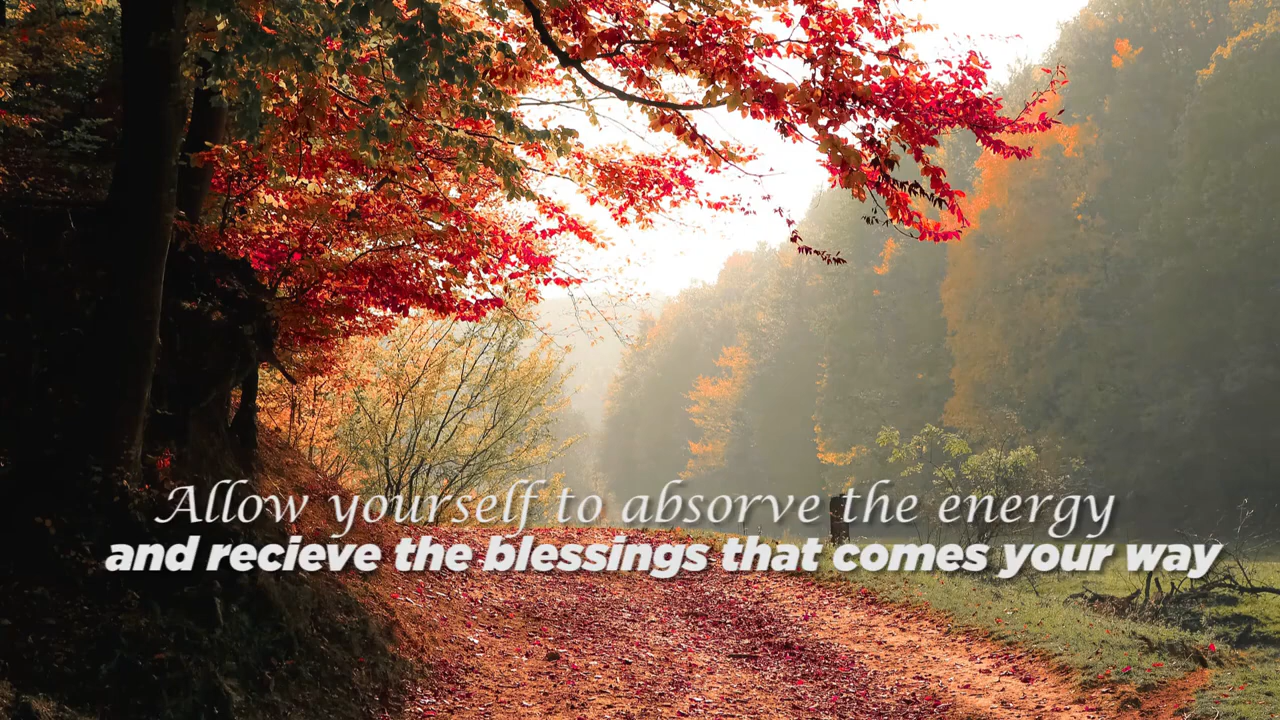 Allow yourself to absorve the energy
and recieve the blessings that comes your way